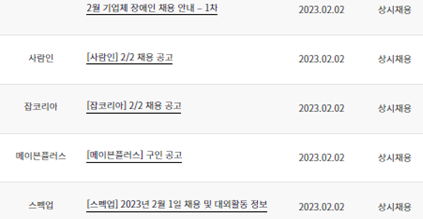 2월 기업체 장애인 채용 안내 – 1차 2023.02.02 상시채용
사람인 [사람인] 2/2 채용 공고 2023.02.02 상시채용
잡코리아 [잡코리아] 2/2 채용 공고 2023.02.02 상시채용
메이븐플러스 [메이븐플러스] 구인 공고 2023.02.02 상시채용
스펙업 [스펙업] 2023년 2월 1일 채용 및 대외활동 정보 2023.02.02 상시채용